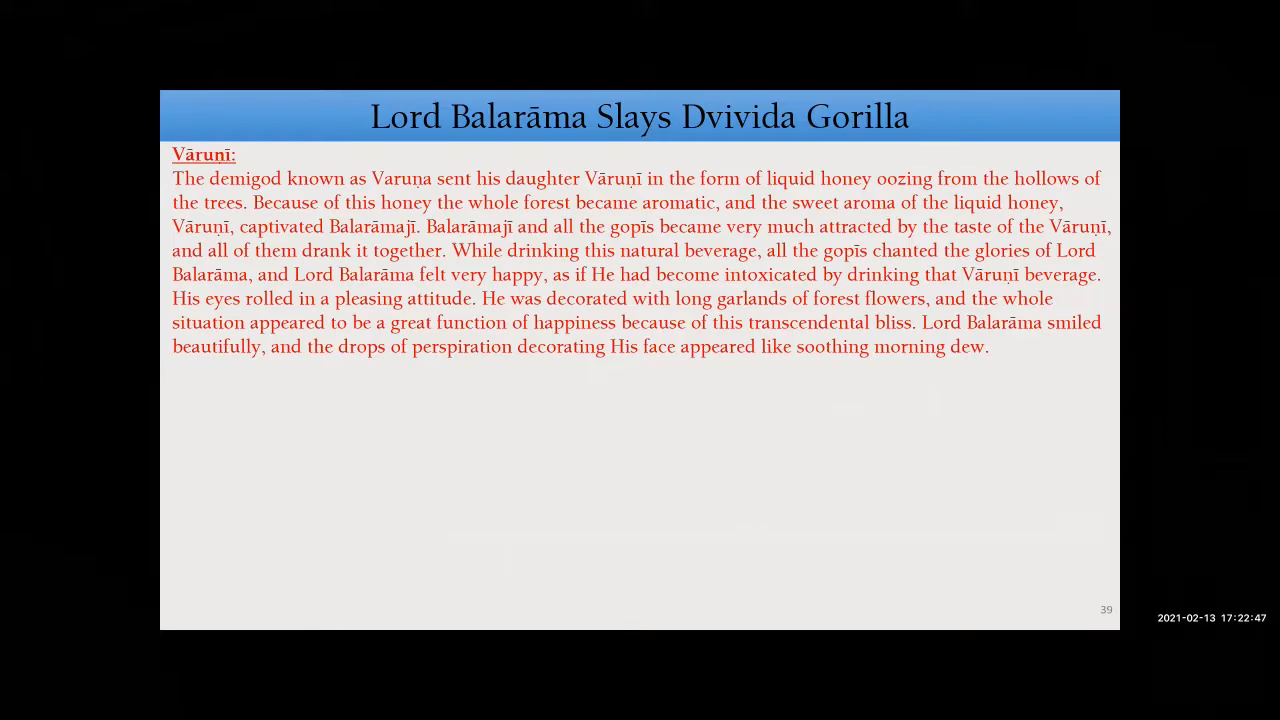 Lord Balarāma Slays Dvivida Gorilla
Vāruṇī:
The demigod known as Varuṇa sent his daughter Vāruṇī in the form of liquid honey oozing from the hollows of
the trees. Because of this honey the whole forest became aromatic, and the sweet aroma of the liquid honey,
Vāruṇī, captivated Balarāmajī. Balarāmajī and all the gopīs became very much attracted by the taste of the Vāruṇī,
and all of them drank it together. While drinking this natural beverage, all the gopīs chanted the glories of Lord
Balarāma, and Lord Balarāma felt very happy, as if He had become intoxicated by drinking that Vāruṇī beverage.
His eyes rolled in a pleasing attitude. He was decorated with long garlands of forest flowers, and the whole
situation appeared to be a great function of happiness because of this transcendental bliss. Lord Balarāma smiled
beautifully, and the drops of perspiration decorating His face appeared like soothing morning dew.
39
2021-02-13 17:22:47